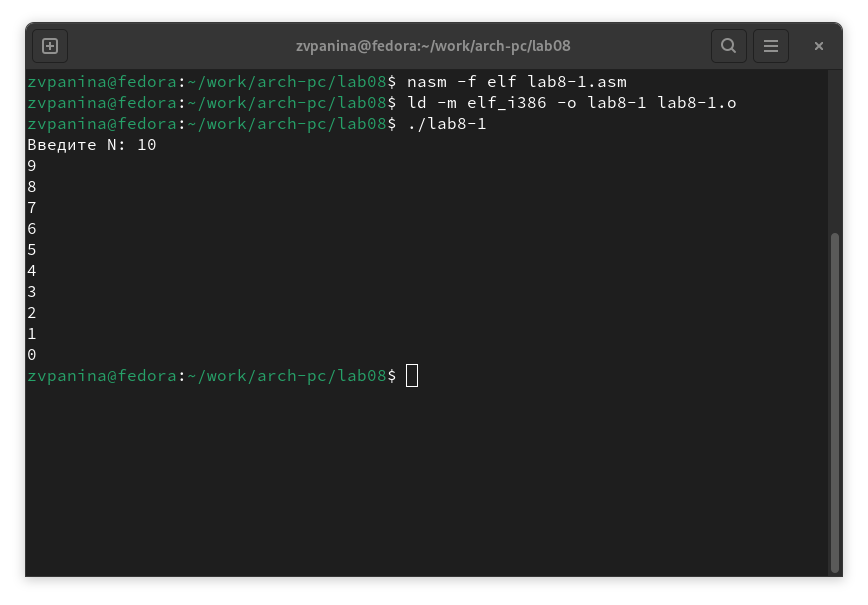 zvpanina@fedora:~/work/arch-pc/lab08
zvpanina@fedora:~/work/arch-pc/lab08$ nasm -f elf lab8-1.asm
zvpanina@fedora:~/work/arch-pc/lab08$ ld -m elf_i386 -o lab8-1 lab8-1.o
zvpanina@fedora:~/work/arch-pc/lab08$ ./lab8-1
Введите N: 10
9
8
7
6
5
4
3
2
1
0
zvpanina@fedora:~/work/arch-pc/lab08$